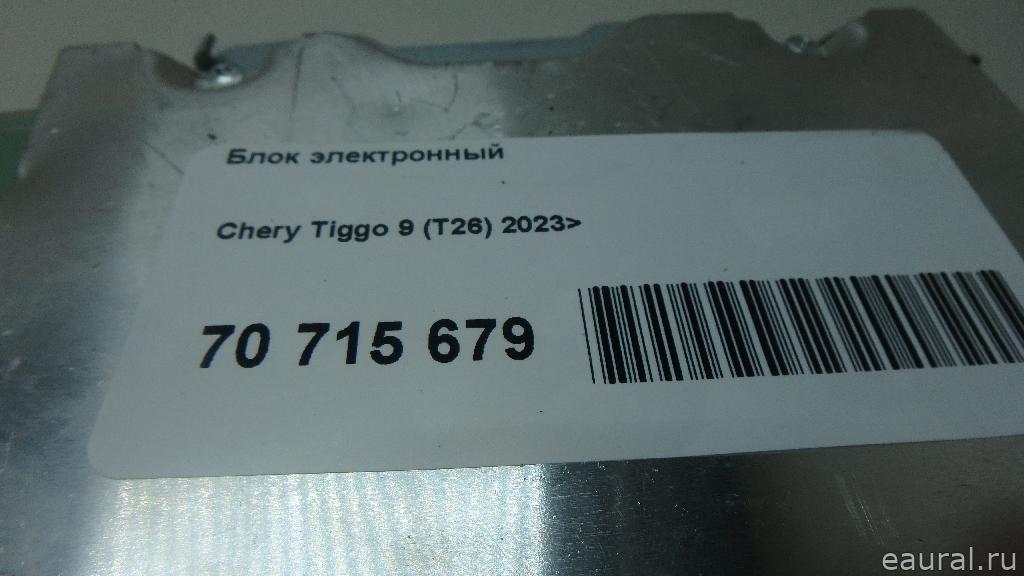 Блок электронный
Chery Tiggo 9 (T26) 2023>
70 715 679
eaural.ru